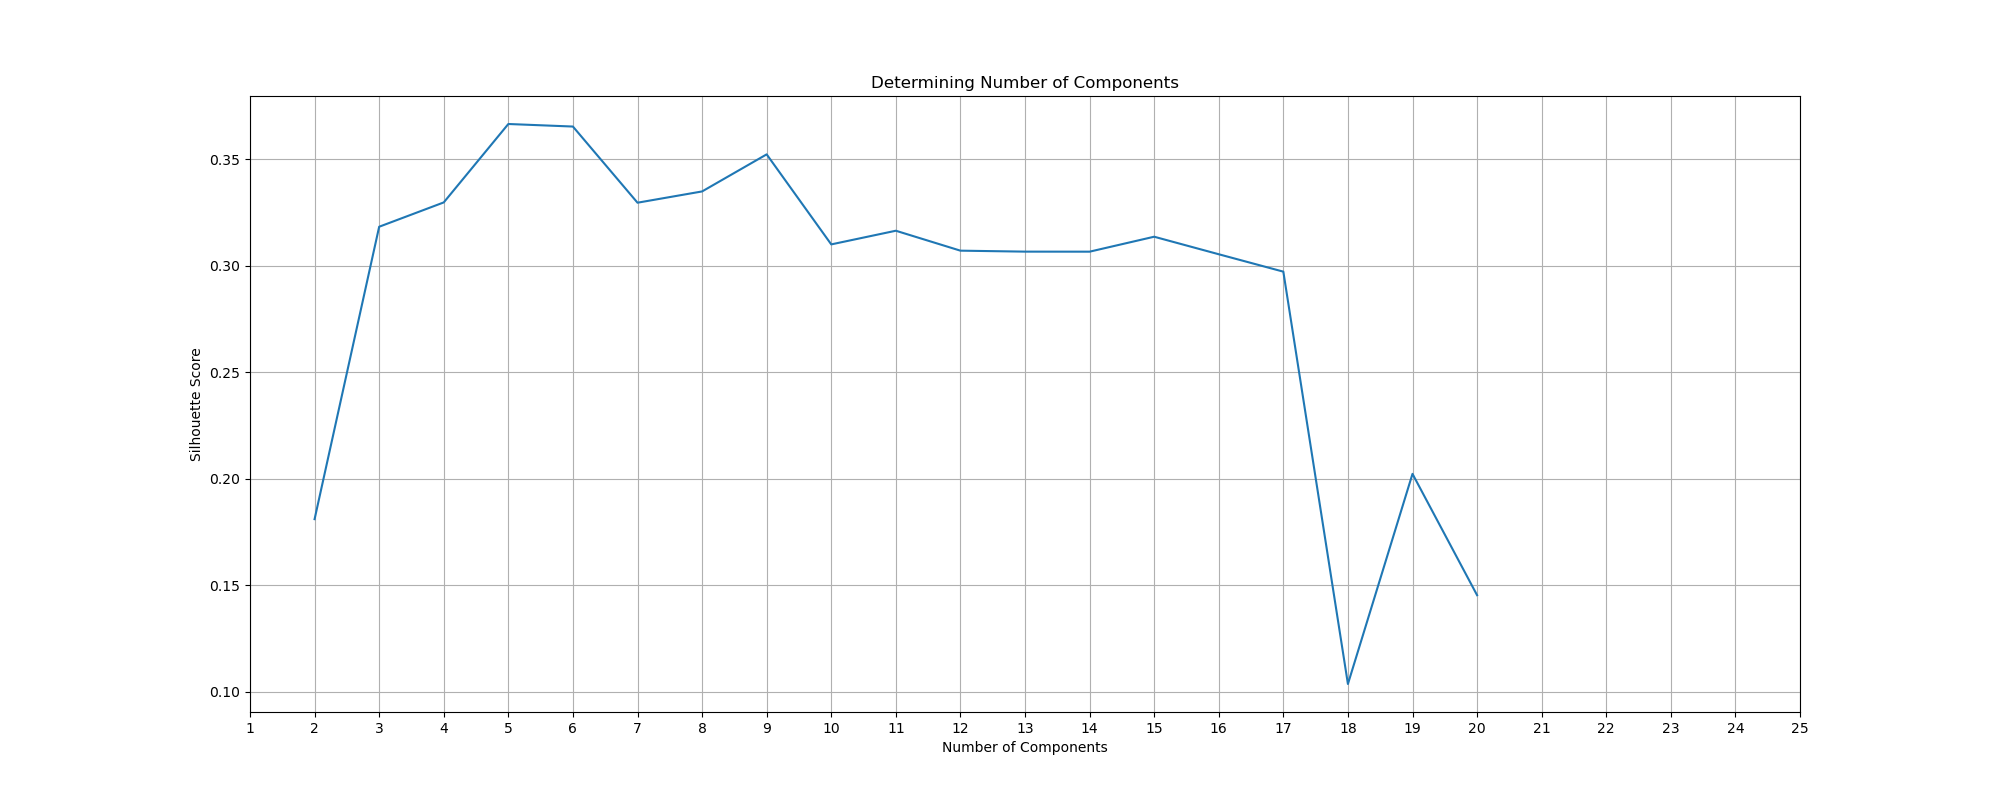 Determining Number of Components
0.35
0.30
0.25
0.20
0.15
0.10
Silhouette Score
1 2 3 4 5 6 7 8 9 10 11 12 13 14 15 16 17 18 19 20 21 22 23 24 25
Number of Components